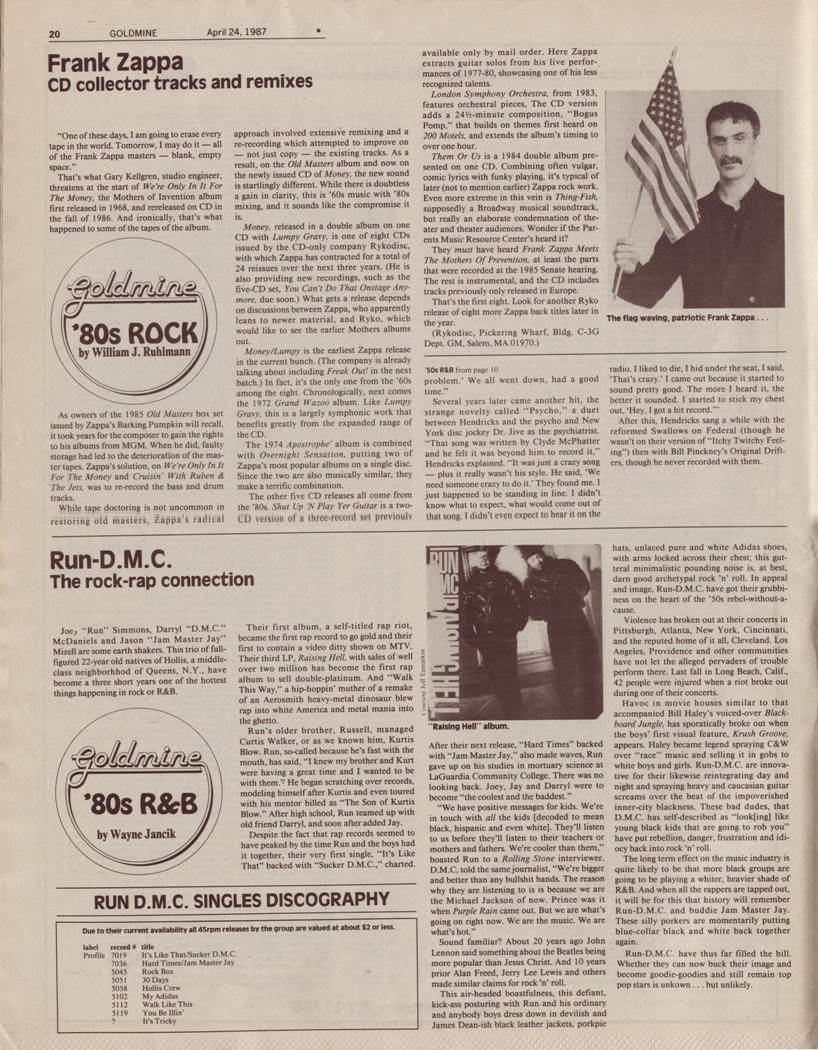 20 GOLDMINE April 24, 1987
Frank Zappa
CD collector tracks and remixes
"One of these days, I am going to erase every
tape in the world. Tomorrow, I may do it — all
of the Frank Zappa masters — blank, empty
space."
That's what Gary Kellgren, studio engineer,
threatens at the start of We're Only In It For
The Money, the Mothers of Invention album
first released in 1968, and rereleased on CD in
the fall of 1986. And ironically, that's what
happened to some of the tapes of the album.
Goldmine
'80s ROCK
by William J. Ruhlmann
As owners of the 1985 Old Masters box set
issued by Zappa's Barking Pumpkin will recall,
it took years for the composer to gain the rights
to his albums from MGM. When he did, faulty
storage had led to the deterioration of the mas-
ter tapes. Zappa's solution, on We're Only In It
For The Money and Cruisin' With Ruben &
The Jets, was to re-record the bass and drum
tracks.
While tape doctoring is not uncommon in
restoring old masters, Zappa's radical
approach involved extensive remixing and a
re-recording which attempted to improve on
— not just copy — the existing tracks. As a
result, on the Old Masters album and now on
the newly issued CD of Money, the new sound
is startlingly different. While there is doubtless
a gain in clarity, this is '60s music with '80s
mixing, and it sounds like the compromise it
is.
Money, released in a double album on one
CD with Lumpy Gravy, is one of eight CDs
issued by the CD-only company Rykodisc,
with which Zappa has contracted for a total of
24 reissues over the next three years. (He is
also providing new recordings, such as the
five-CD set, You Can't Do That Onstage Any-
more, due soon.) What gets a release depends
on discussions between Zappa, who apparently
leans to newer material, and Ryko, which
would like to see the earlier Mothers albums
out.
Money/Lumpy is the earliest Zappa release
in the current bunch. (The company is already
talking about including Freak Out! in the next
batch.) In fact, it's the only one from the '60s
among the eight. Chronologically, next comes
the 1972 Grand Wazoo album. Like Lumpy
Gravy, this is a largely symphonic work that
benefits greatly from the expanded range of
the CD.
The 1974 Apostrophe' album is combined
with Overnight Sensation, putting two of
Zappa's most popular albums on a single disc.
Since the two are also musically similar, they
make a terrific combination.
The other five CD releases all come from
the '80s. Shut Up 'N Play Yer Guitar is a two-
CD version of a three-record set previously
available only by mail order. Here Zappa
extracts guitar solos from his live perfor-
mances of 1977-80, showcasing one of his less
recognized talents.
London Symphony Orchestra, from 1983,
features orchestral pieces. The CD version
adds a 24½-minute composition, "Bogus
Pomp," that builds on themes first heard on
200 Motels, and extends the album's timing to
over one hour.
Them Or Us is a 1984 double album pre-
sented on one CD. Combining often vulgar,
comic lyrics with funky playing, it's typical of
later (not to mention earlier) Zappa rock work.
Even more extreme in this vein is Thing-Fish,
supposedly a Broadway musical soundtrack,
but really an elaborate condemnation of the-
ater and theater audiences. Wonder if the Par-
ents Music Resource Center's heard it?
They must have heard Frank Zappa Meets
The Mothers Of Prevention, at least the parts
that were recorded at the 1985 Senate hearing.
The rest is instrumental, and the CD includes
tracks previously only released in Europe.
That's the first eight. Look for another Ryko
release of eight more Zappa back titles later in
the year.
(Rykodisc, Pickering Wharf, Bldg. C-3G
Dept. GM, Salem, MA 01970.)
The flag waving, patriotic Frank Zappa . . .
'50s R&B from page 10
problem.' We all went down, had a good
time."
Several years later came another hit, the
strange novelty called "Psycho," a duet
between Hendricks and the psycho and New
York disc jockey Dr. Jive as the psychiatrist.
"That song was written by Clyde McPhatter
and he felt it was beyond him to record it,"
Hendricks explained. "It was just a crazy song
— plus it really wasn't his style. He said, 'We
need someone crazy to do it.' They found me. I
just happened to be standing in line. I didn't
know what to expect, what would come out of
that song. I didn't even expect to hear it on the
radio. I liked to die, I hid under the seat, I said,
'That's crazy.' I came out because it started to
sound pretty good. The more I heard it, the
better it sounded. I started to stick my chest
out, 'Hey, I got a hit record.'"
After this, Hendricks sang a while with the
reformed Swallows on Federal (though he
wasn't on their version of "Itchy Twitchy Feel-
ing") then with Bill Pinckney's Original Drift-
ers, though he never recorded with them.
Run-D.M.C.
The rock-rap connection
Joey "Run" Simmons, Darryl "D.M.C."
McDaniels and Jason "Jam Master Jay"
Mizell are some earth shakers. This trio of full-
figured 22-year old natives of Hollis, a middle-
class neighborhood of Queens, N.Y., have
become a three short years one of the hottest
things happening in rock or R&B.
Goldmine
'80s R&B
by Wayne Jancik
Their first album, a self-titled rap riot,
became the first rap record to go gold and their
first to contain a video ditty shown on MTV.
Their third LP, Raising Hell, with sales of well
over two million has become the first rap
album to sell double-platinum. And "Walk
This Way," a hip-hoppin' muther of a remake
of an Aerosmith heavy-metal dinosaur blew
rap into white America and metal mania into
the ghetto.
Run's older brother, Russell, managed
Curtis Walker, or as we known him, Kurtis
Blow. Run, so-called because he's fast with the
mouth, has said, "I knew my brother and Kurt
were having a great time and I wanted to be
with them." He began scratching over records,
modeling himself after Kurtis and even toured
with his mentor billed as "The Son of Kurtis
Blow." After high school, Run teamed up with
old friend Darryl, and soon after added Jay.
Despite the fact that rap records seemed to
have peaked by the time Run and the boys had
it together, their very first single, "It's Like
That" backed with "Sucker D.M.C.," charted.
RUN D.M.C. SINGLES DISCOGRAPHY
Due to their current availability all 45rpm releases by the group are valued at about $2 or less.
label record # title
Profile 7019 It's Like That/Sucker D.M.C.
7036 Hard Times/Jam Master Jay
5045 Rock Box
5051 30 Days
5058 Hollis Crew
5102 My Adidas
5112 Walk Like This
5119 You Be Illin'
? It's Tricky
RUN
DMC RAISING HELL
Courtesy Jeff Tamarkin
"Raising Hell" album.
After their next release, "Hard Times" backed
with "Jam Master Jay," also made waves, Run
gave up on his studies in mortuary science at
LaGuardia Community College. There was no
looking back. Joey, Jay and Darryl were to
become "the coolest and the baddest."
"We have positive messages for kids. We're
in touch with all the kids [decoded to mean
black, hispanic and even white]. They'll listen
to us before they'll listen to their teachers or
mothers and fathers. We're cooler than them,"
boasted Run to a Rolling Stone interviewer.
D.M.C. told the same journalist, "We're bigger
and better than any bullshit bands. The reason
why they are listening to is is because we are
the Michael Jackson of now. Prince was it
when Purple Rain came out. But we are what's
going on right now. We are the music. We are
what's hot."
Sound familiar? About 20 years ago John
Lennon said something about the Beatles being
more popular than Jesus Christ. And 10 years
prior Alan Freed, Jerry Lee Lewis and others
made similar claims for rock 'n' roll.
This air-headed boastfulness, this defiant,
kick-ass posturing with Run and his ordinary
and anybody boys dress down in devilish and
James Dean-ish black leather jackets, porkpie
hats, unlaced pure and white Adidas shoes,
with arms locked across their chest; this gut-
teral minimalistic pounding noise is, at best,
darn good archetypal rock 'n' roll. In appeal
and image, Run-D.M.C. have got their grubbi-
ness on the heart of the '50s rebel-without-a-
cause.
Violence has broken out at their concerts in
Pittsburgh, Atlanta, New York, Cincinnati,
and the reputed home of it all, Cleveland. Los
Angeles, Providence and other communities
have not let the alleged pervaders of trouble
perform there. Last fall in Long Beach, Calif.,
42 people were injured when a riot broke out
during one of their concerts.
Havoc in movie houses similar to that
accompanied Bill Haley's voiced-over Black-
board Jungle, has sporatically broke out when
the boys' first visual feature, Krush Groove,
appears. Haley became legend spraying C&W
over "race" music and selling it in gobs to
white boys and girls. Run-D.M.C. are innova-
tive for their likewise reintegrating day and
night and spraying heavy and caucasian guitar
screams over the beat of the impoverished
inner-city blackness. These bad dudes, that
D.M.C. has self-described as "look[ing] like
young black kids that are going to rob you"
have put rebellion, danger, frustration and idi-
ocy back into rock 'n' roll.
The long term effect on the music industry is
quite likely to be that more black groups are
going to be playing a whiter, heavier shade of
R&B. And when all the rappers are tapped out,
it will be for this that history will remember
Run-D.M.C. and buddie Jam Master Jay.
These silly porkers are momentarily putting
blue-collar black and white back together
again.
Run-D.M.C. have thus far filled the bill.
Whether they can now buck their image and
become goodie-goodies and still remain top
pop stars is unkown . . . but unlikely.